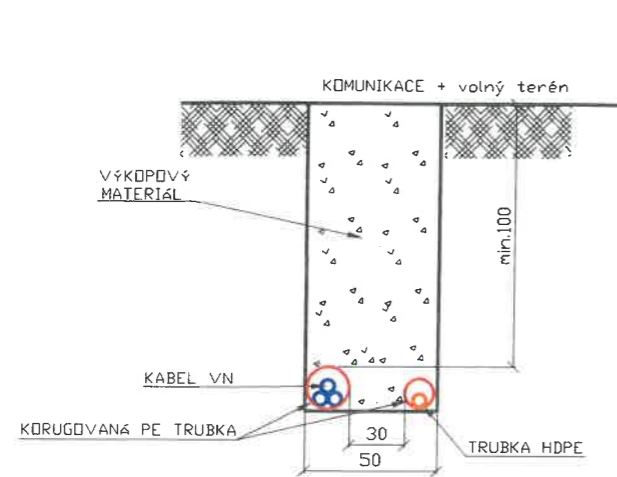 KOMUNIKACE + volný terén
VÝKOPOVÝ
MATERIÁL
min.100
KABEL VN
KORUGOVANÁ PE TRUBKA
30
TRUBKA HDPE
50